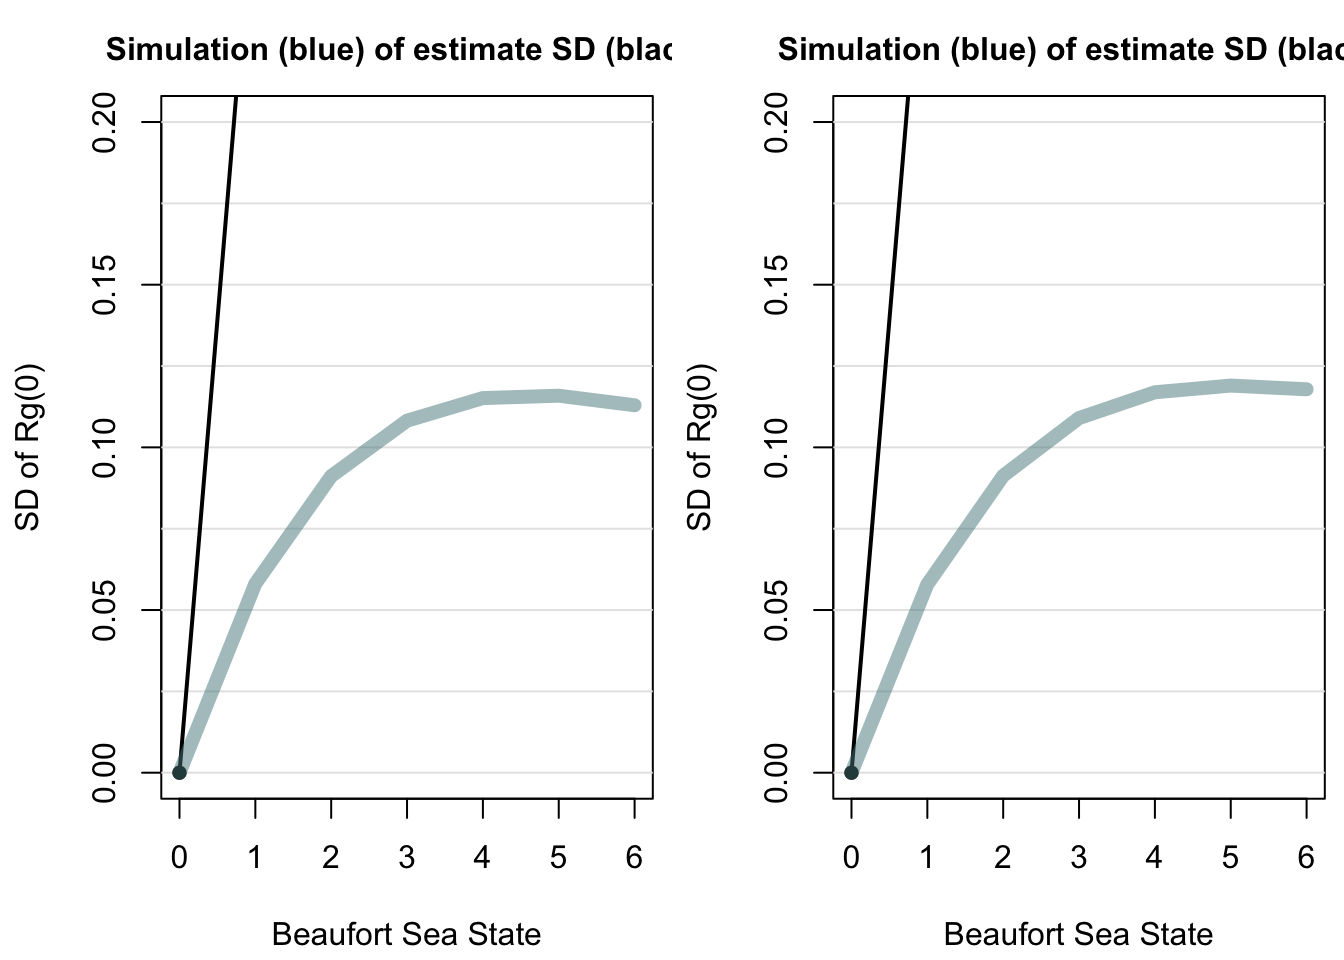 Simulation (blue) of estimate SD (blac
SD of Rg(0)
0.20
0.15
0.10
0.05
0.00
0 1 2 3 4 5 6
Beaufort Sea State
Simulation (blue) of estimate SD (blac
SD of Rg(0)
0.20
0.15
0.10
0.05
0.00
0 1 2 3 4 5 6
Beaufort Sea State